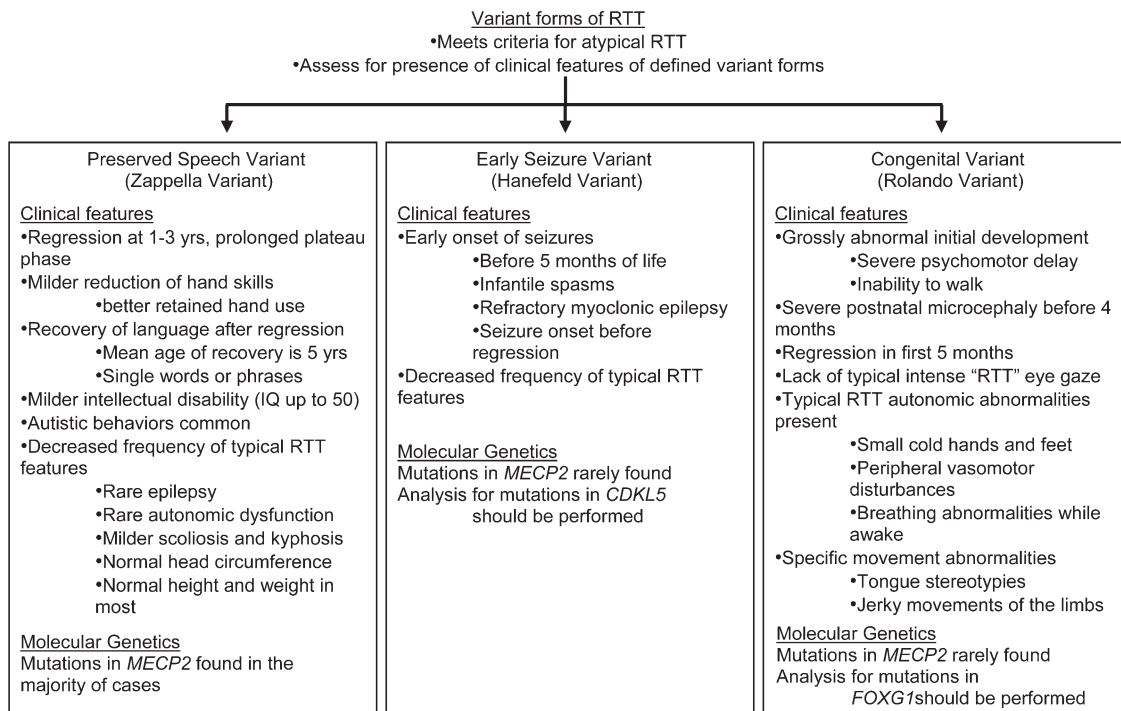 Variant forms of RTT
•Meets criteria for atypical RTT
•Assess for presence of clinical features of defined variant forms
Preserved Speech Variant
(Zappella Variant)
Clinical features
•Regression at 1-3 yrs, prolonged plateau
phase
•Milder reduction of hand skills
•better retained hand use
•Recovery of language after regression
•Mean age of recovery is 5 yrs
•Single words or phrases
•Milder intellectual disability (IQ up to 50)
•Autistic behaviors common
•Decreased frequency of typical RTT
features
•Rare epilepsy
•Rare autonomic dysfunction
•Milder scoliosis and kyphosis
•Normal head circumference
•Normal height and weight in
most
Molecular Genetics
Mutations in MECP2 found in the
majority of cases
Early Seizure Variant
(Hanefeld Variant)
Clinical features
•Early onset of seizures
•Before 5 months of life
•Infantile spasms
•Refractory myoclonic epilepsy
•Seizure onset before
regression
•Decreased frequency of typical RTT
features
Molecular Genetics
Mutations in MECP2 rarely found
Analysis for mutations in CDKL5
should be performed
Congenital Variant
(Rolando Variant)
Clinical features
•Grossly abnormal initial development
•Severe psychomotor delay
•Inability to walk
•Severe postnatal microcephaly before 4
months
•Regression in first 5 months
•Lack of typical intense “RTT” eye gaze
•Typical RTT autonomic abnormalities
present
•Small cold hands and feet
•Peripheral vasomotor
disturbances
•Breathing abnormalities while
awake
•Specific movement abnormalities
•Tongue stereotypies
•Jerky movements of the limbs
Molecular Genetics
Mutations in MECP2 rarely found
Analysis for mutations in
FOXG1should be performed